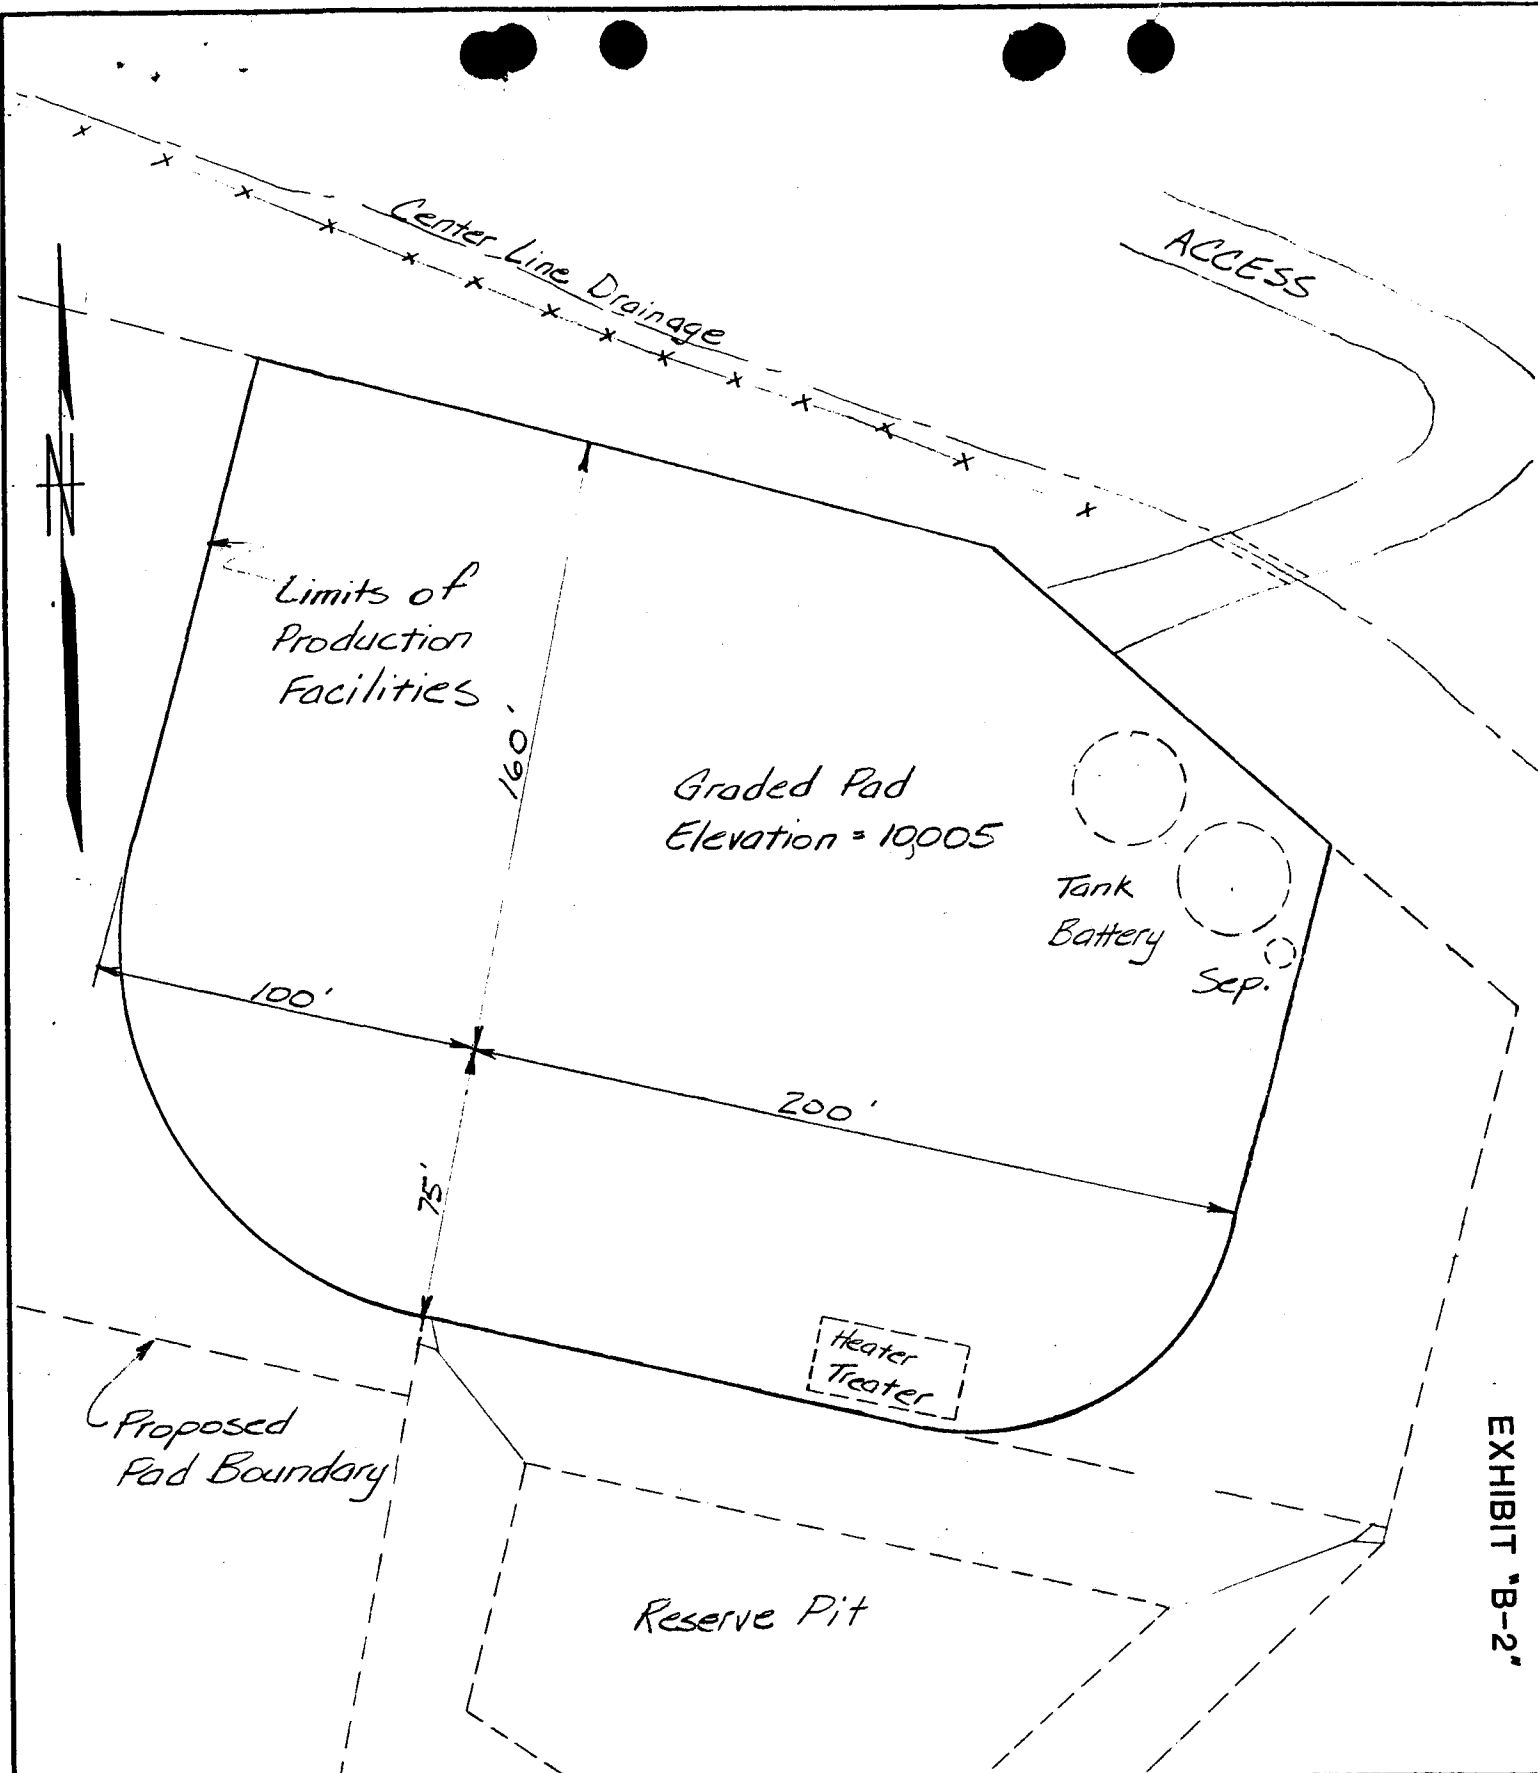 Center Line Drainage
ACCESS
N
Limits of
Production
Facilities
160'
Graded Pad
Elevation = 10,005
Tank
Battery
Sep.
100'
200'
75'
Heater
Treater
Proposed
Pad Boundary
Reserve Pit
EXHIBIT "B-2"